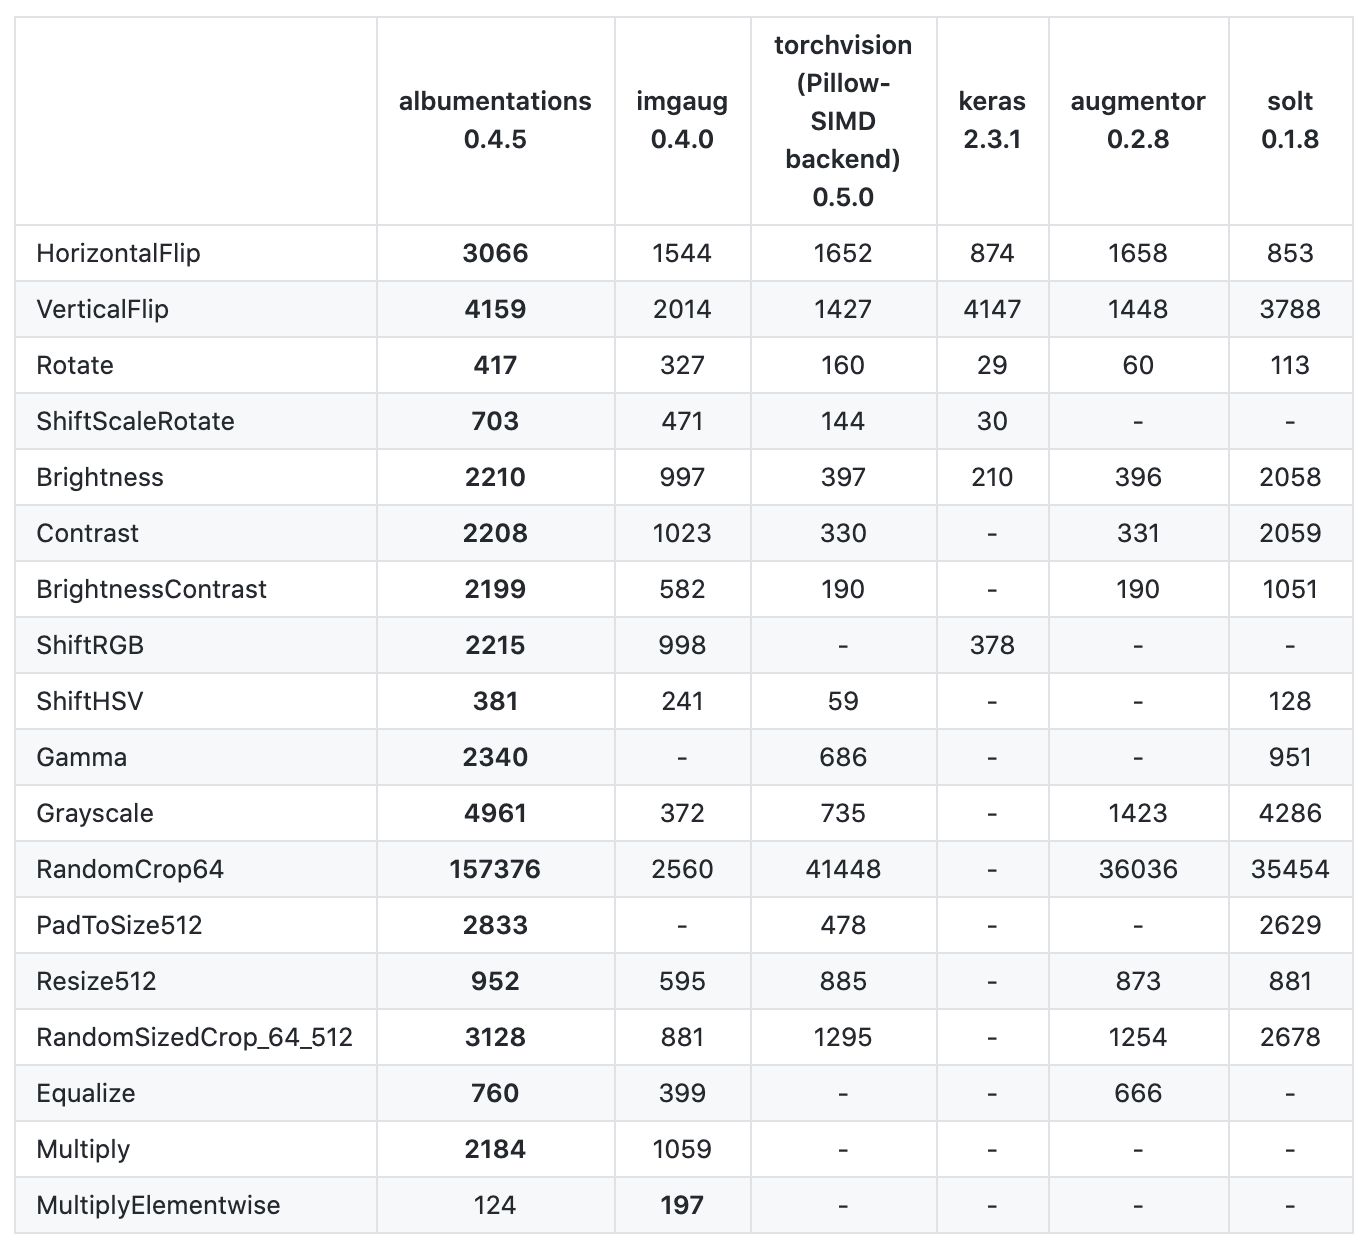 albumentations 0.4.5 imgaug 0.4.0 torchvision (Pillow-SIMD backend) 0.5.0 keras 2.3.1 augmentor 0.2.8 solt 0.1.8
HorizontalFlip 3066 1544 1652 874 1658 853
VerticalFlip 4159 2014 1427 4147 1448 3788
Rotate 417 327 160 29 60 113
ShiftScaleRotate 703 471 144 30 - -
Brightness 2210 997 397 210 396 2058
Contrast 2208 1023 330 - 331 2059
BrightnessContrast 2199 582 190 - 190 1051
ShiftRGB 2215 998 - 378 - -
ShiftHSV 381 241 59 - - 128
Gamma 2340 - 686 - - 951
Grayscale 4961 372 735 - 1423 4286
RandomCrop64 157376 2560 41448 - 36036 35454
PadToSize512 2833 - 478 - - 2629
Resize512 952 595 885 - 873 881
RandomSizedCrop_64_512 3128 881 1295 - 1254 2678
Equalize 760 399 - - 666 -
Multiply 2184 1059 - - - -
MultiplyElementwise 124 197 - - - -